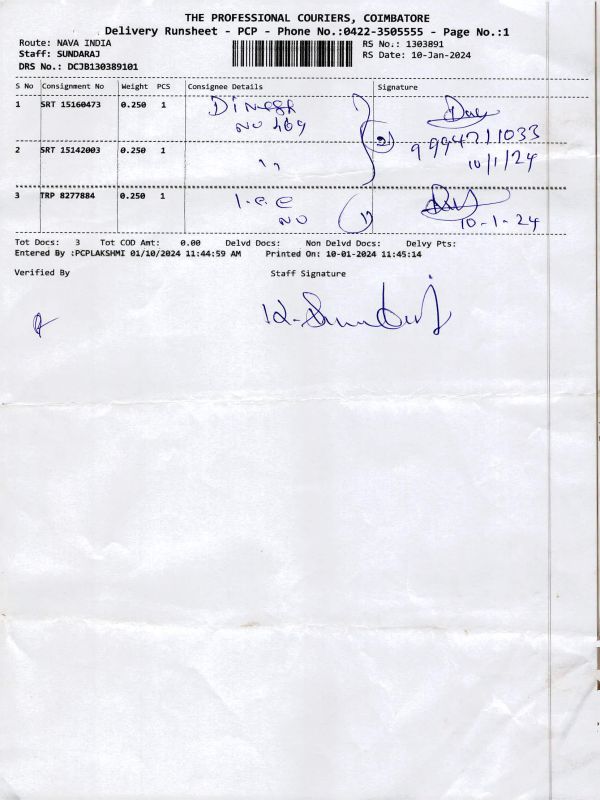 THE PROFESSIONAL COURIERS, COIMBATORE
Delivery Runsheet - PCP - Phone No.:0422-3505555 - Page No.:1
Route: NAVA INDIA
RS No.: 1303891
Staff: SUNDARAJ
RS Date: 10-Jan-2024
DRS No.: DCJB130389101
S No Consignment No Weight PCS Consignee Details Signature
1 SRT 15160473 0.250 1 Dinesh
NO 469
2) 9994211033
2 SRT 15142003 0.250 1 ,,
10/1/24
3 TRP 8277884 0.250 1 I.e.e
NO 1) 10-1-24
Tot Docs: 3 Tot COD Amt: 0.00 Delvd Docs: Non Delvd Docs: Delvy Pts:
Entered By :PCPLAKSHMI 01/10/2024 11:44:59 AM Printed On: 10-01-2024 11:45:14
Verified By Staff Signature